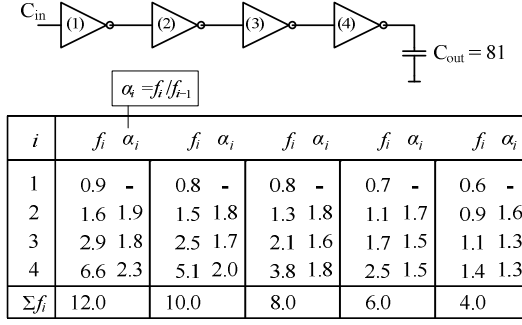 C_in (1) (2) (3) (4)
C_out = 81
α_i = f_i / f_{i-1}
i f_i α_i f_i α_i f_i α_i f_i α_i f_i α_i
1 0.9 - 0.8 - 0.8 - 0.7 - 0.6 -
2 1.6 1.9 1.5 1.8 1.3 1.8 1.1 1.7 0.9 1.6
3 2.9 1.8 2.5 1.7 2.1 1.6 1.7 1.5 1.1 1.3
4 6.6 2.3 5.1 2.0 3.8 1.8 2.5 1.5 1.4 1.3
Σf_i 12.0 10.0 8.0 6.0 4.0